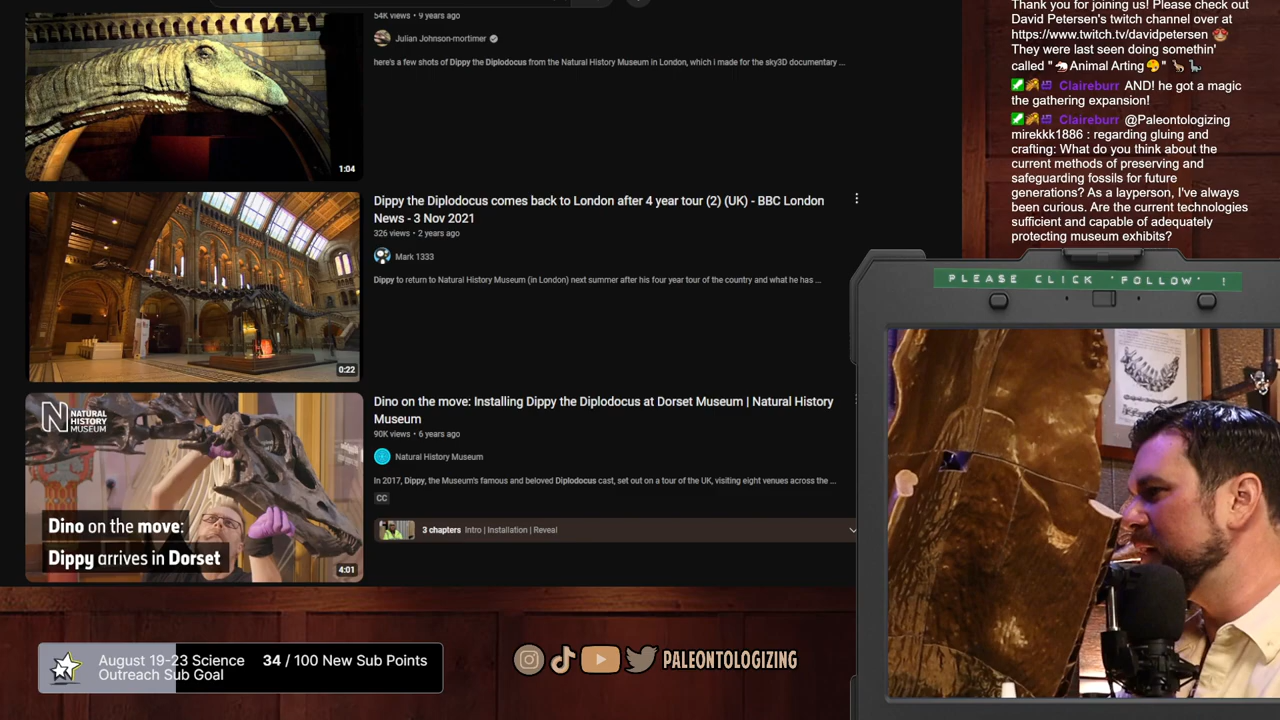 54K views • 9 years ago
Julian Johnson-mortimer
here's a few shots of Dippy the Diplodocus from the Natural History Museum in London, which i made for the sky3D documentary ...
1:04
Dippy the Diplodocus comes back to London after 4 year tour (2) (UK) - BBC London
News - 3 Nov 2021
326 views • 2 years ago
Mark 1333
Dippy to return to Natural History Museum (in London) next summer after his four year tour of the country and what he has ...
0:22
NATURAL
HISTORY
MUSEUM
Dino on the move:
Dippy arrives in Dorset
4:01
Dino on the move: Installing Dippy the Diplodocus at Dorset Museum | Natural History
Museum
90K views • 6 years ago
Natural History Museum
In 2017, Dippy, the Museum's famous and beloved Diplodocus cast, set out on a tour of the UK, visiting eight venues across the ...
CC
3 chapters Intro | Installation | Reveal
Thank you for joining us! Please check out
David Petersen's twitch channel over at
https://www.twitch.tv/davidpetersen
They were last seen doing somethin'
called " Animal Arting "
Claireburr AND! he got a magic
the gathering expansion!
Claireburr @Paleontologizing
mirekkk1886 : regarding gluing and
crafting: What do you think about the
current methods of preserving and
safeguarding fossils for future
generations? As a layperson, I've always
been curious. Are the current technologies
sufficient and capable of adequately
protecting museum exhibits?
PLEASE CLICK 'FOLLOW' !
August 19-23 Science
Outreach Sub Goal
34 / 100 New Sub Points
PALEONTOLOGIZING